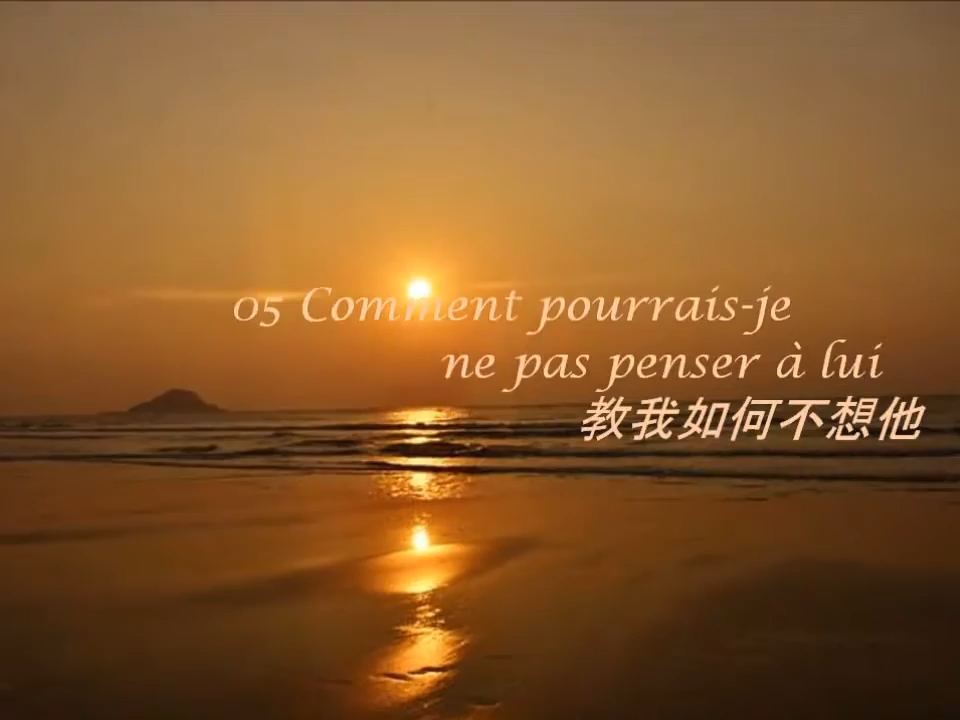 05 Comment pourrais-je
ne pas penser à lui
教我如何不想他